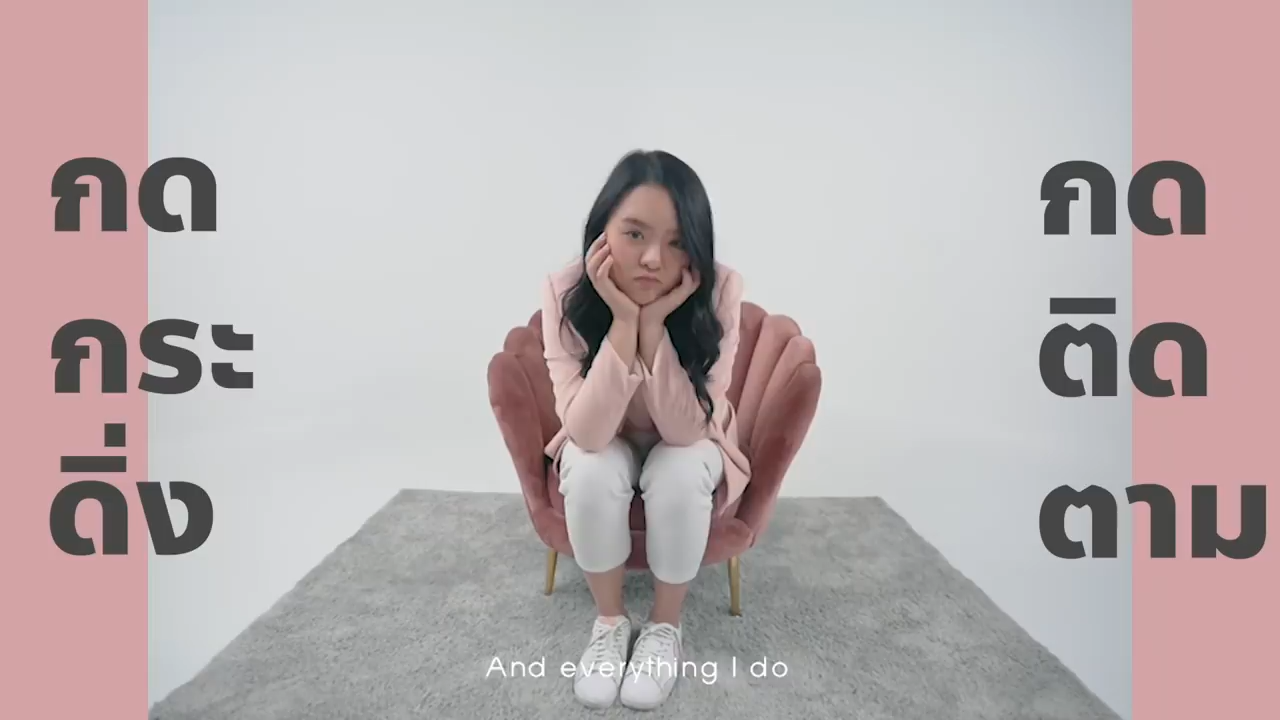 กด
กระ
ดิ่ง
กด
ติด
ตาม
And everything I do